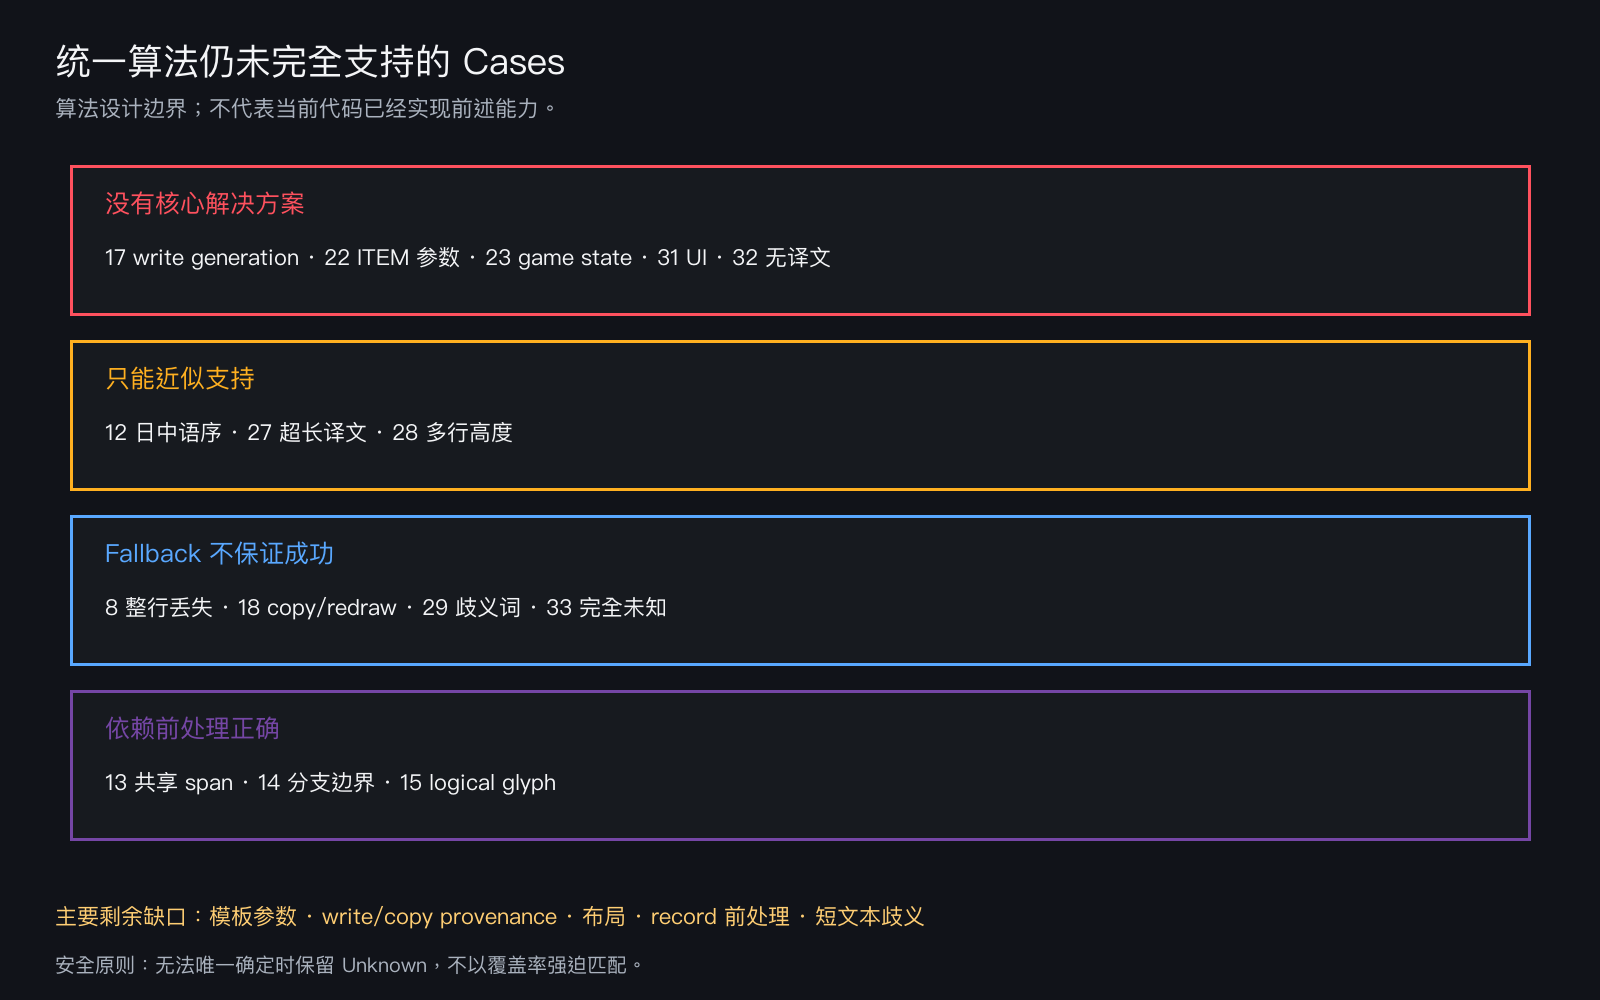 统一算法仍未完全支持的 Cases
算法设计边界；不代表当前代码已经实现前述能力。
没有核心解决方案
17 write generation · 22 ITEM 参数 · 23 game state · 31 UI · 32 无译文
只能近似支持
12 日中语序 · 27 超长译文 · 28 多行高度
Fallback 不保证成功
8 整行丢失 · 18 copy/redraw · 29 歧义词 · 33 完全未知
依赖前处理正确
13 共享 span · 14 分支边界 · 15 logical glyph
主要剩余缺口：模板参数 · write/copy provenance · 布局 · record 前处理 · 短文本歧义
安全原则：无法唯一确定时保留 Unknown，不以覆盖率强迫匹配。